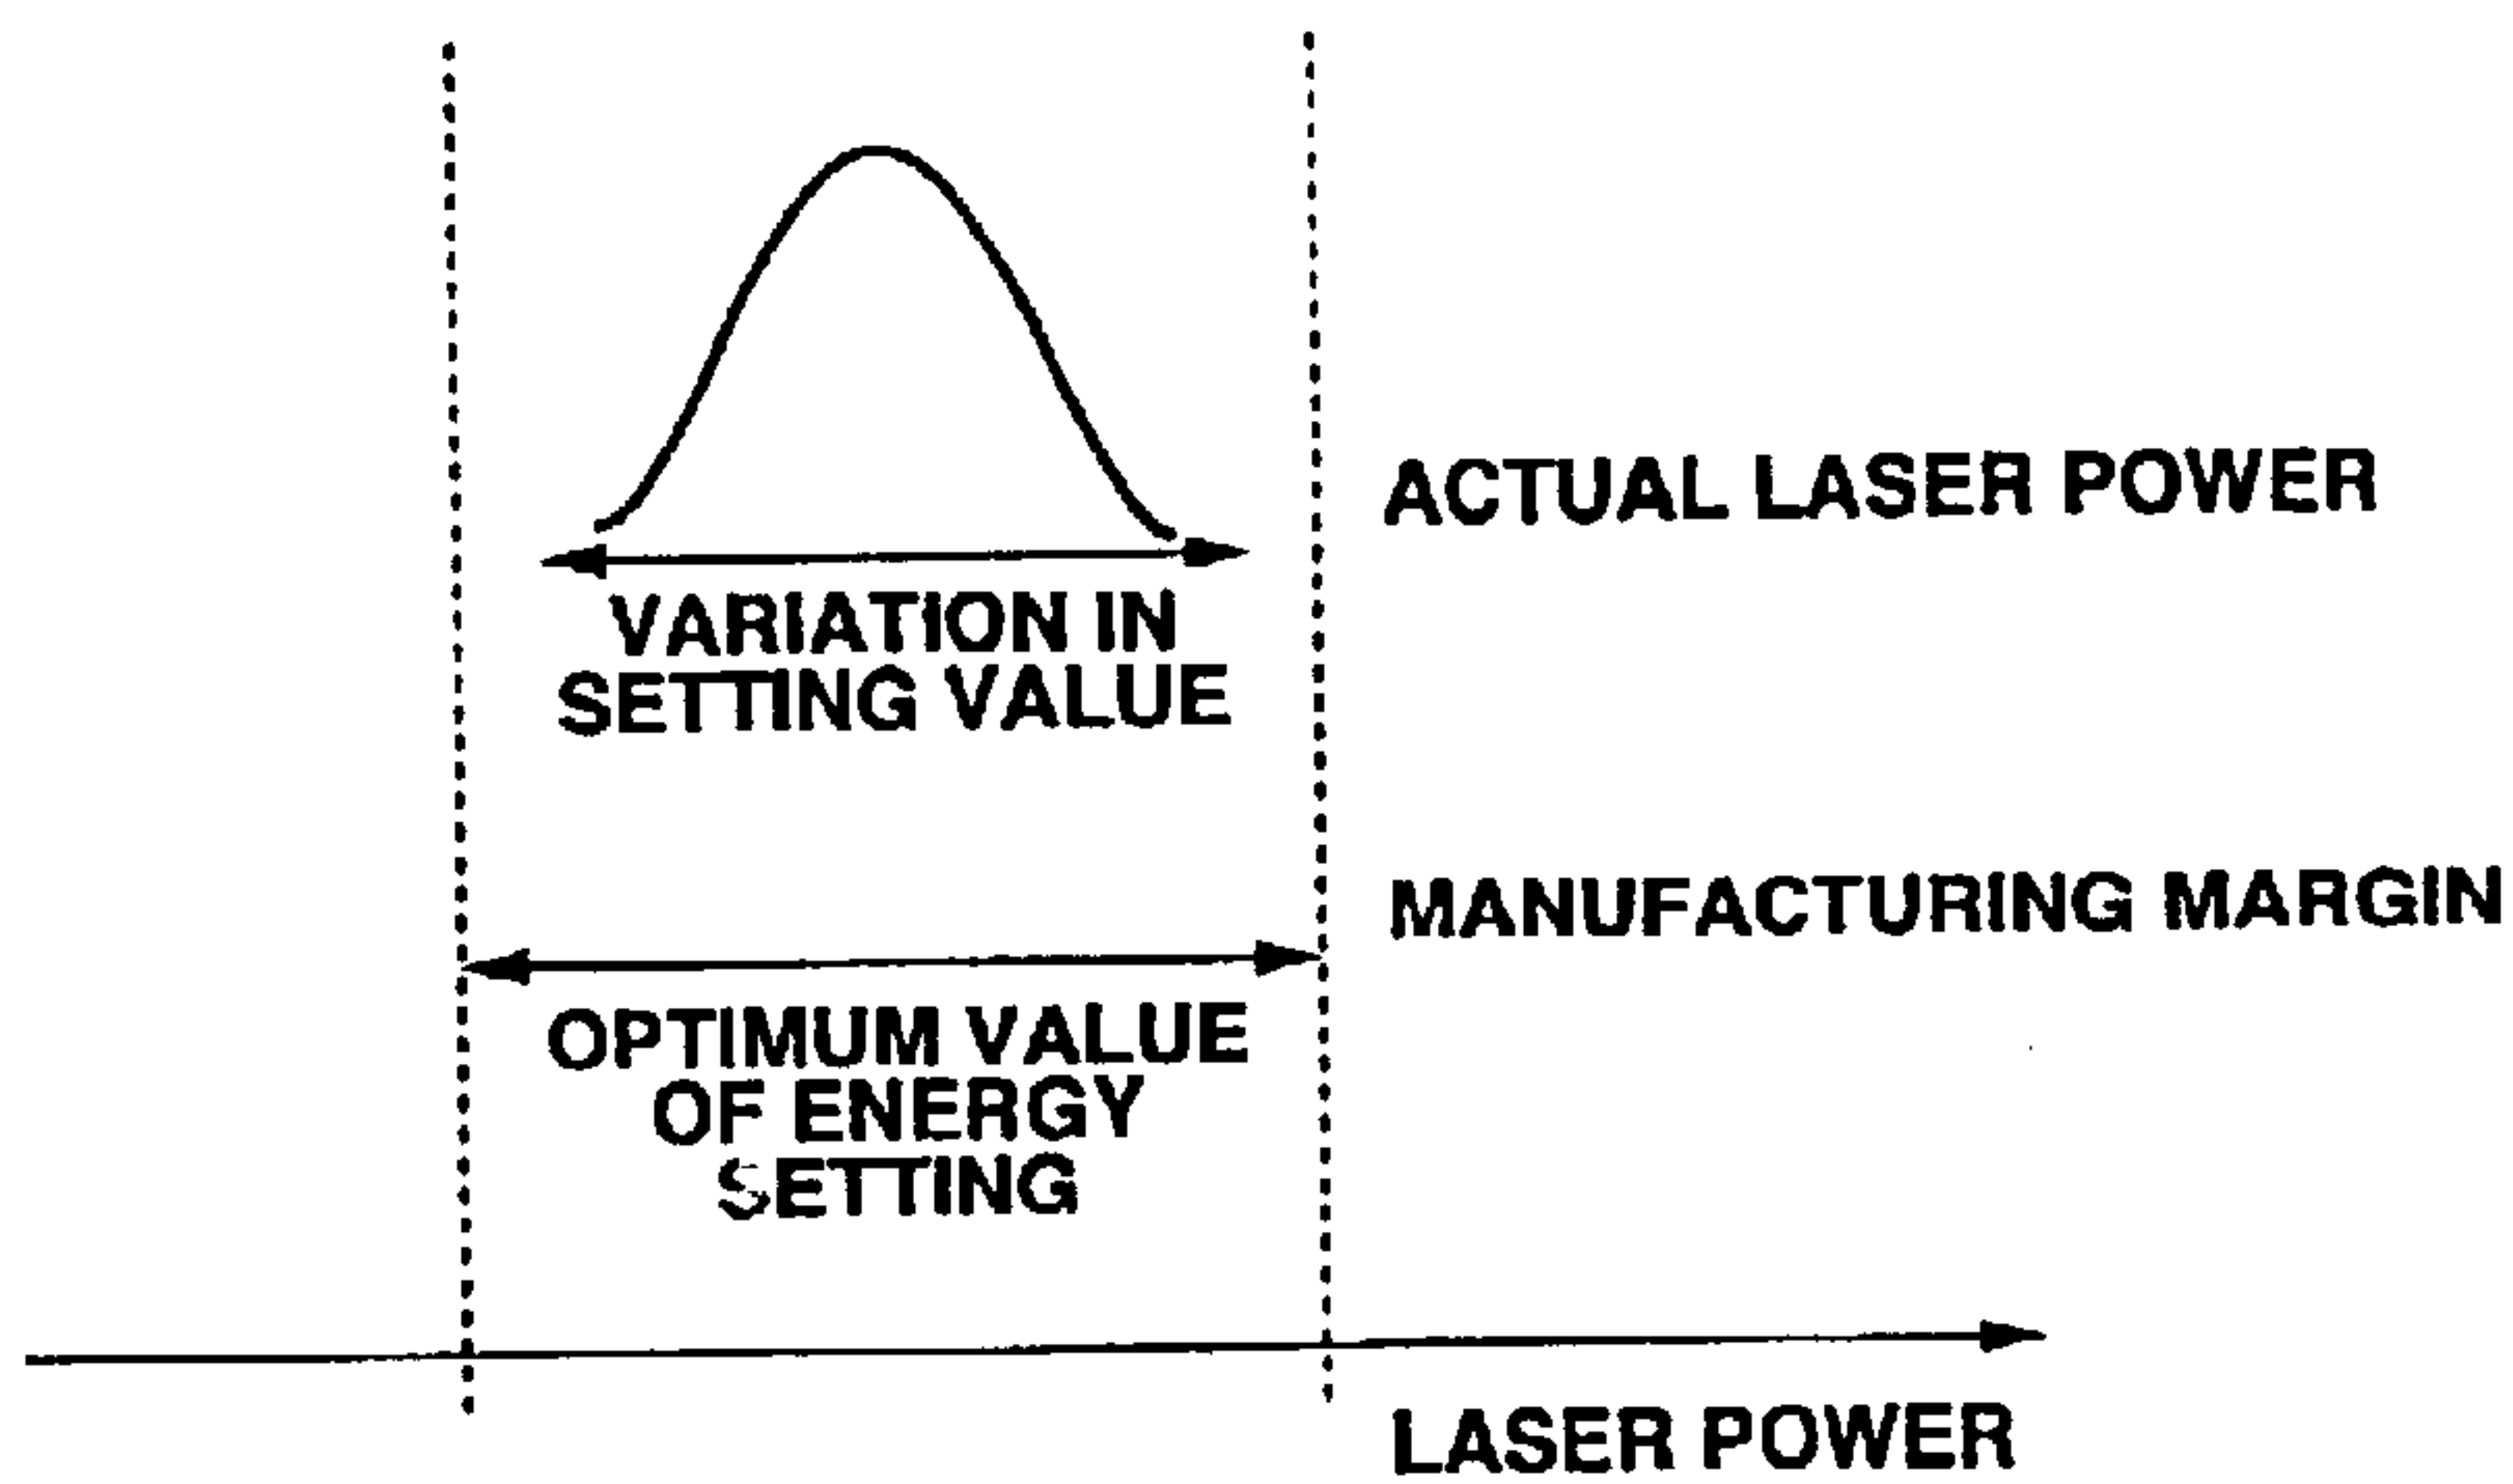 ACTUAL LASER POWER
VARIATION IN
SETTING VALUE
MANUFACTURING MARGIN
OPTIMUM VALUE
OF ENERGY
SETTING
LASER POWER